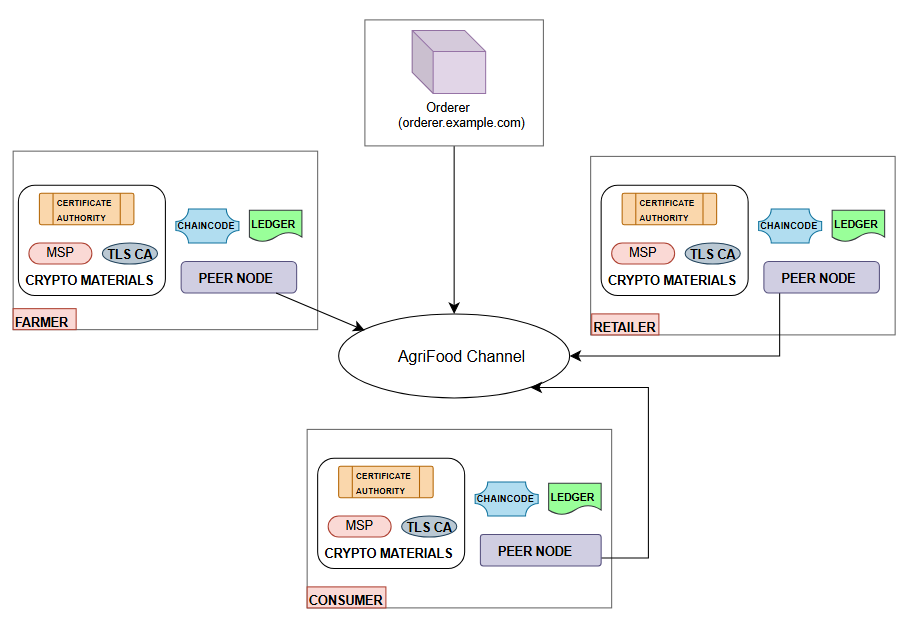 Orderer
(orderer.example.com)
CERTIFICATE
AUTHORITY
CHAINCODE
LEDGER
MSP
TLS CA
CRYPTO MATERIALS
PEER NODE
FARMER
CERTIFICATE
AUTHORITY
CHAINCODE
LEDGER
MSP
TLS CA
CRYPTO MATERIALS
PEER NODE
RETAILER
AgriFood Channel
CERTIFICATE
AUTHORITY
CHAINCODE
LEDGER
MSP
TLS CA
CRYPTO MATERIALS
PEER NODE
CONSUMER